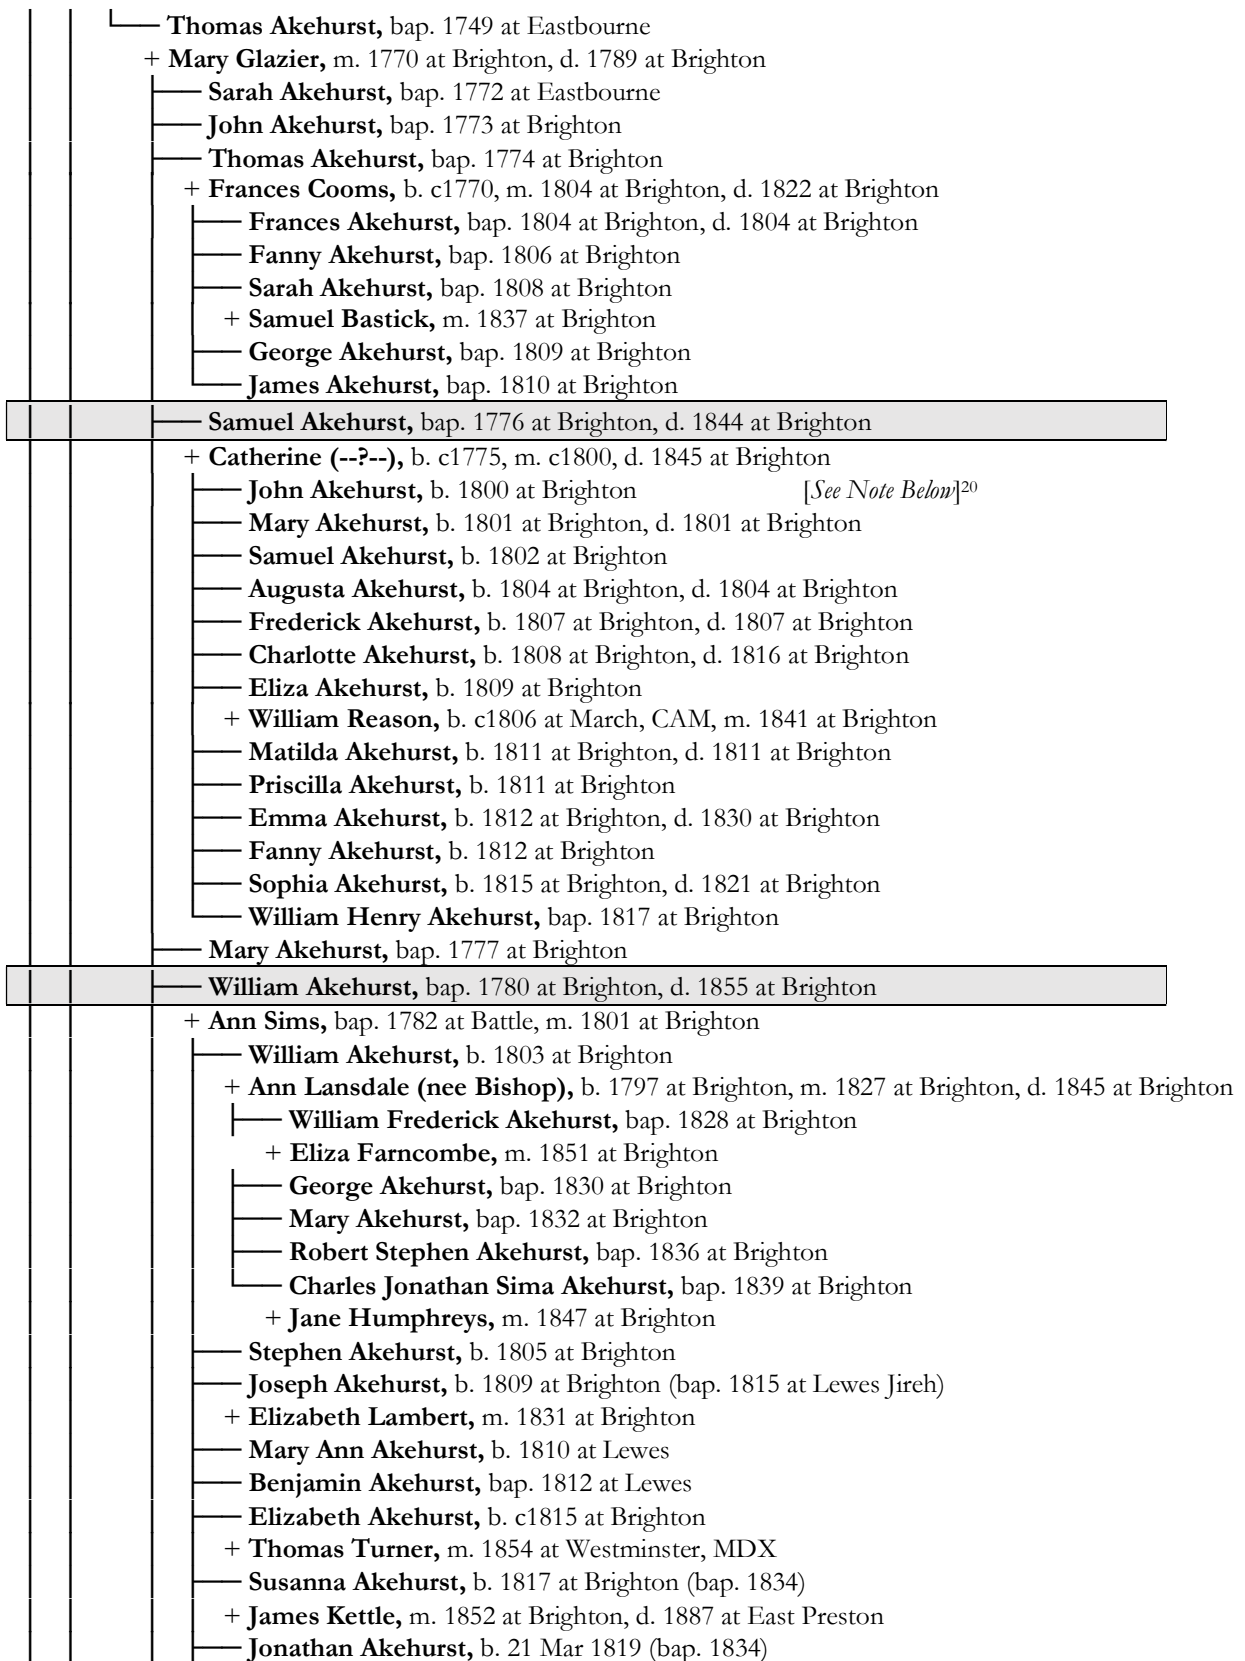 Thomas Akehurst, bap. 1749 at Eastbourne
+ Mary Glazier, m. 1770 at Brighton, d. 1789 at Brighton
Sarah Akehurst, bap. 1772 at Eastbourne
John Akehurst, bap. 1773 at Brighton
Thomas Akehurst, bap. 1774 at Brighton
+ Frances Cooms, b. c1770, m. 1804 at Brighton, d. 1822 at Brighton
Frances Akehurst, bap. 1804 at Brighton, d. 1804 at Brighton
Fanny Akehurst, bap. 1806 at Brighton
Sarah Akehurst, bap. 1808 at Brighton
+ Samuel Bastick, m. 1837 at Brighton
George Akehurst, bap. 1809 at Brighton
James Akehurst, bap. 1810 at Brighton
Samuel Akehurst, bap. 1776 at Brighton, d. 1844 at Brighton
+ Catherine (--?--), b. c1775, m. c1800, d. 1845 at Brighton
John Akehurst, b. 1800 at Brighton [See Note Below]20
Mary Akehurst, b. 1801 at Brighton, d. 1801 at Brighton
Samuel Akehurst, b. 1802 at Brighton
Augusta Akehurst, b. 1804 at Brighton, d. 1804 at Brighton
Frederick Akehurst, b. 1807 at Brighton, d. 1807 at Brighton
Charlotte Akehurst, b. 1808 at Brighton, d. 1816 at Brighton
Eliza Akehurst, b. 1809 at Brighton
+ William Reason, b. c1806 at March, CAM, m. 1841 at Brighton
Matilda Akehurst, b. 1811 at Brighton, d. 1811 at Brighton
Priscilla Akehurst, b. 1811 at Brighton
Emma Akehurst, b. 1812 at Brighton, d. 1830 at Brighton
Fanny Akehurst, b. 1812 at Brighton
Sophia Akehurst, b. 1815 at Brighton, d. 1821 at Brighton
William Henry Akehurst, bap. 1817 at Brighton
Mary Akehurst, bap. 1777 at Brighton
William Akehurst, bap. 1780 at Brighton, d. 1855 at Brighton
+ Ann Sims, bap. 1782 at Battle, m. 1801 at Brighton
William Akehurst, b. 1803 at Brighton
+ Ann Lansdale (nee Bishop), b. 1797 at Brighton, m. 1827 at Brighton, d. 1845 at Brighton
William Frederick Akehurst, bap. 1828 at Brighton
+ Eliza Farncombe, m. 1851 at Brighton
George Akehurst, bap. 1830 at Brighton
Mary Akehurst, bap. 1832 at Brighton
Robert Stephen Akehurst, bap. 1836 at Brighton
Charles Jonathan Sima Akehurst, bap. 1839 at Brighton
+ Jane Humphreys, m. 1847 at Brighton
Stephen Akehurst, b. 1805 at Brighton
Joseph Akehurst, b. 1809 at Brighton (bap. 1815 at Lewes Jireh)
+ Elizabeth Lambert, m. 1831 at Brighton
Mary Ann Akehurst, b. 1810 at Lewes
Benjamin Akehurst, bap. 1812 at Lewes
Elizabeth Akehurst, b. c1815 at Brighton
+ Thomas Turner, m. 1854 at Westminster, MDX
Susanna Akehurst, b. 1817 at Brighton (bap. 1834)
+ James Kettle, m. 1852 at Brighton, d. 1887 at East Preston
Jonathan Akehurst, b. 21 Mar 1819 (bap. 1834)